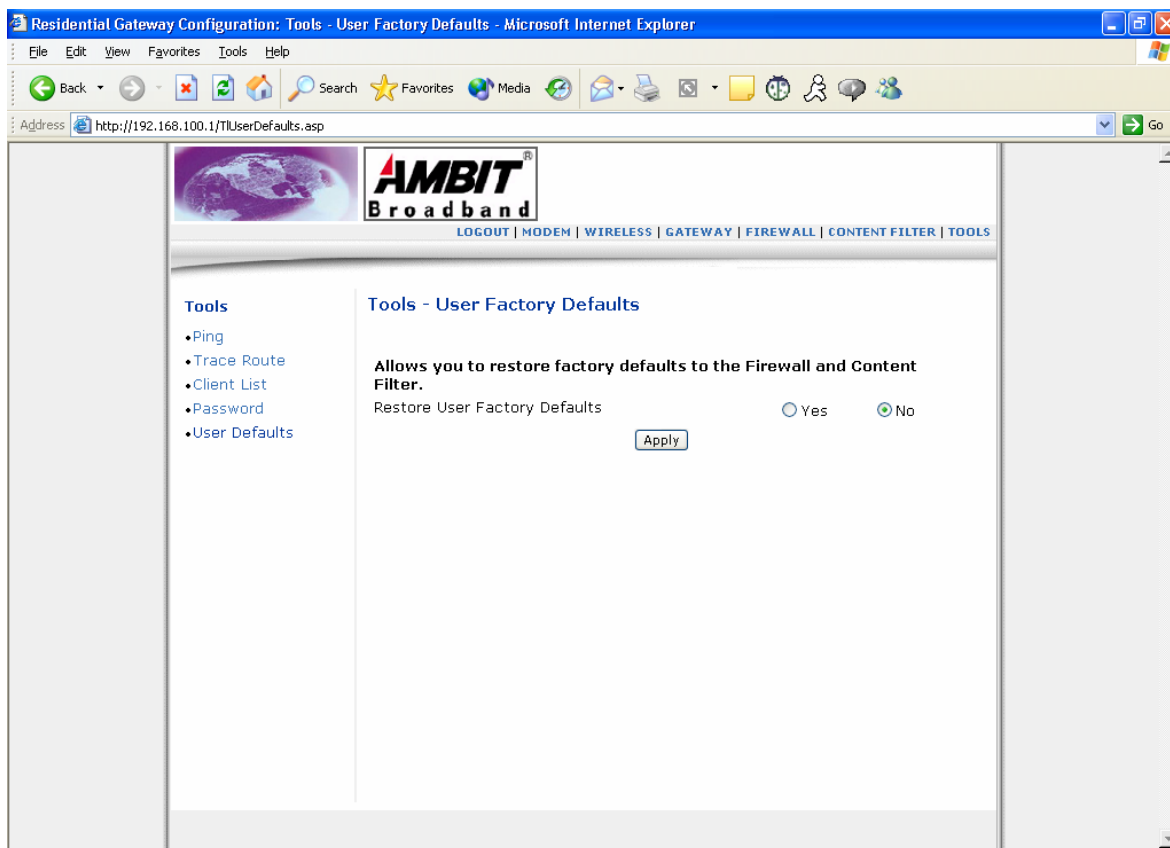 Residential Gateway Configuration: Tools - User Factory Defaults - Microsoft Internet Explorer
File Edit View Favorites Tools Help
Back Search Favorites Media
Address http://192.168.100.1/TlUserDefaults.asp Go
AMBIT®
Broadband
LOGOUT | MODEM | WIRELESS | GATEWAY | FIREWALL | CONTENT FILTER | TOOLS
Tools
•Ping
•Trace Route
•Client List
•Password
•User Defaults
Tools - User Factory Defaults
Allows you to restore factory defaults to the Firewall and Content
Filter.
Restore User Factory Defaults Yes No
Apply